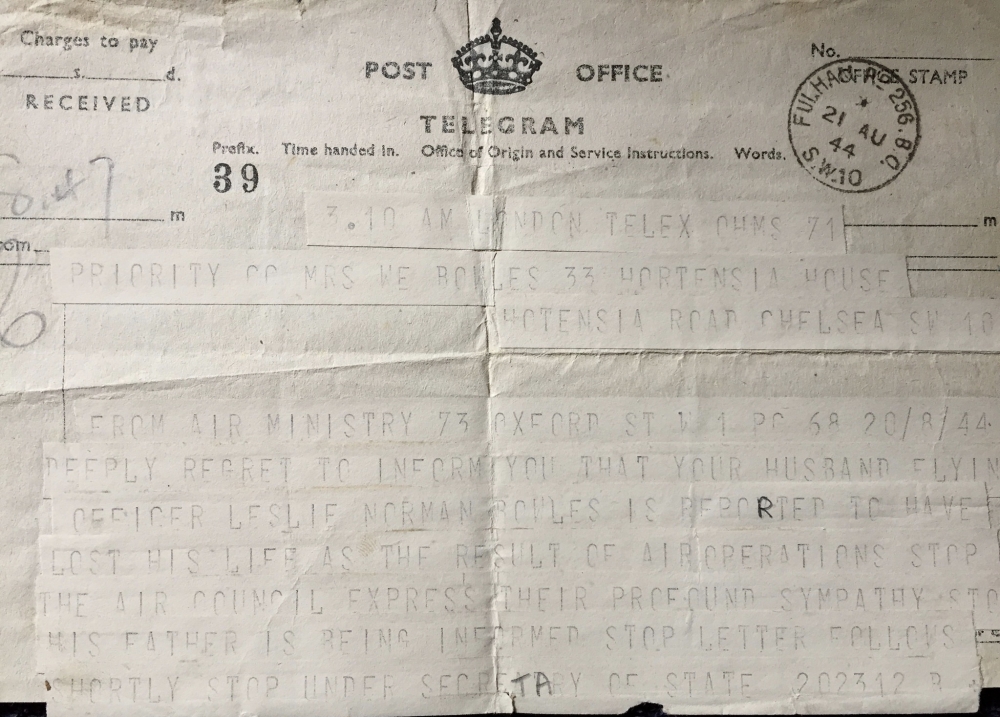 Charges to pay
s. d.
RECEIVED
POST OFFICE
TELEGRAM
Prefix. Time handed in. Office of Origin and Service Instructions. Words.
39
No.
OFFICE STAMP
FULHAM RD 256. B.O.
21 AU
44
S.W.10
m
m
3.10 AM LONDON TELEX OHMS 71
PRIORITY CC MRS WE BOWLES 33 HORTENSIA HOUSE
HOTENSIA ROAD CHELSEA SW 10
FROM AIR MINISTRY 73 OXFORD ST W 1 PC 68 20/8/44
DEEPLY REGRET TO INFORM YOU THAT YOUR HUSBAND FLYIN
OFFICER LESLIE NORMAN BOWLES IS REPORTED TO HAVE
LOST HIS LIFE AS THE RESULT OF AIROPERATIONS STOP
THE AIR COUNCIL EXPRESS THEIR PROFOUND SYMPATHY STO
HIS FATHER IS BEING INFORMED STOP LETTER FOLLOWS
SHORTLY STOP UNDER SECRETARY OF STATE 202312 B